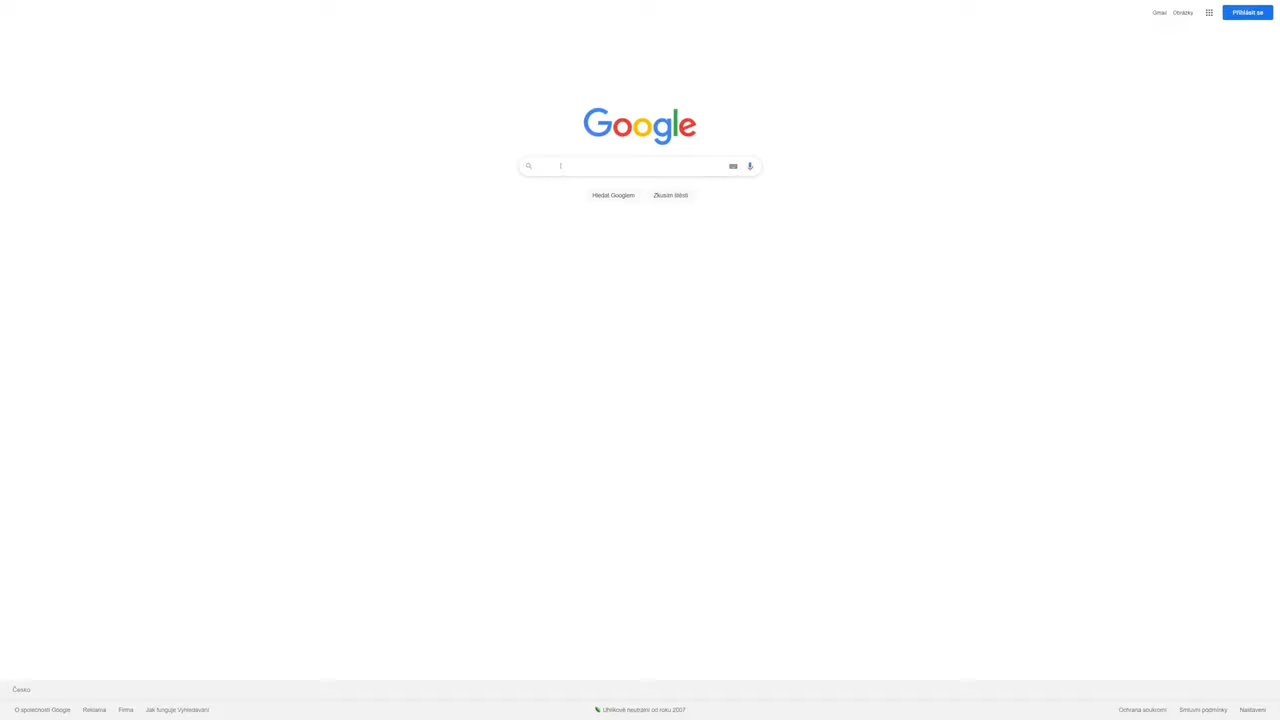 Gmail Obrázky Přihlásit se
Google
Hledat Googlem Zkusím štěstí
Česko
O společnosti Google Reklama Firma Jak funguje Vyhledávání Uhlíkově neutrální od roku 2007 Ochrana soukromí Smluvní podmínky Nastavení